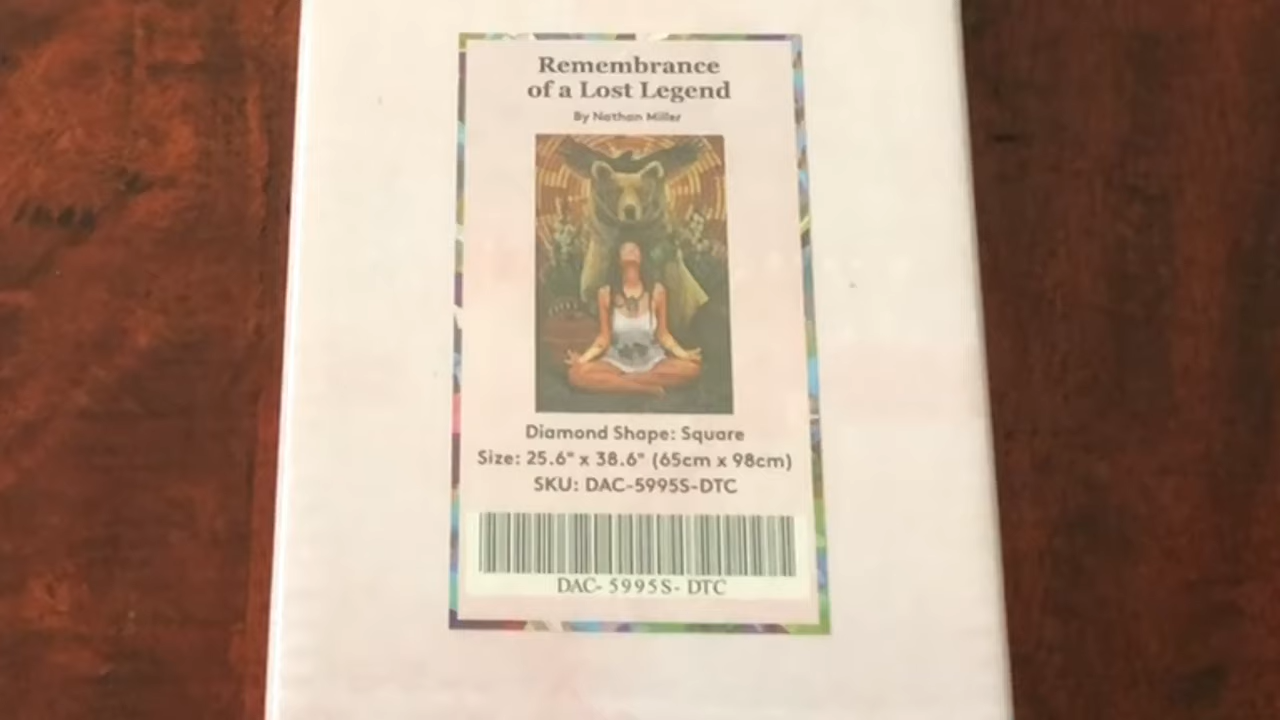 Remembrance
of a Lost Legend
By Nathan Miller
Diamond Shape: Square
Size: 25.6" x 38.6" (65cm x 98cm)
SKU: DAC-5995S-DTC
DAC- 5995S- DTC